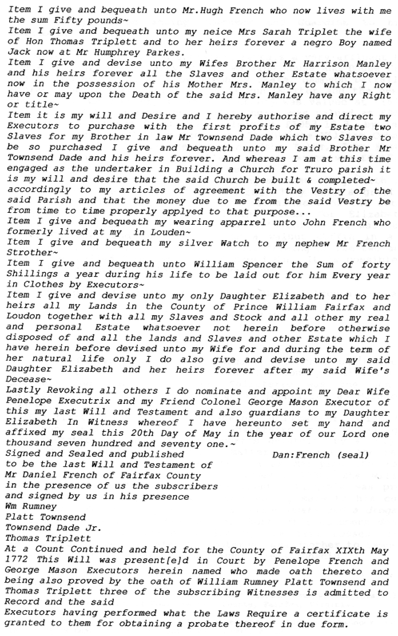 Item I give and bequeath unto Mr.Hugh French who now lives with me
the sum Fifty pounds~
Item I give and bequeath unto my neice Mrs Sarah Triplet the wife
of Hon Thomas Triplett and to her heirs forever a negro Boy named
Jack now at Mr Humphrey Parkes.
Item I give and devise unto my Wifes Brother Mr Harrison Manley
and his heirs forever all the Slaves and other Estate whatsoever
now in the possession of his Mother Mrs. Manley to which I now
have or may upon the Death of the said Mrs. Manley have any Right
or title~
Item it is my will and Desire and I hereby authorise and direct my
Executors to purchase with the first profits of my Estate two
Slaves for my Brother in law Mr Townsend Dade which two Slaves to
be so purchased I give and bequeath unto my said Brother Mr
Townsend Dade and his heirs forever. And whereas I am at this time
engaged as the undertaker in Building a Church for Truro parish it
is my will and desire that the said Church be built & completed~
accordingly to my articles of agreement with the Vestry of the
said Parish and that the money due to me from the said Vestry be
from time to time properly applyed to that purpose...
Item I give and bequeath my wearing apparrel unto John French who
formerly lived at my  in Louden~
Item I give and bequeath my silver Watch to my nephew Mr French
Strother~
Item I give and bequeath unto William Spencer the Sum of forty
Shillings a year during his life to be laid out for him Every year
in Clothes by Executors~
Item I give and devise unto my only Daughter Elizabeth and to her
heirs all my Lands in the County of Prince William Fairfax and
Loudon together with all my Slaves and Stock and all other my real
and personal Estate whatsoever not herein before otherwise
disposed of and all the lands and Slaves and other Estate which I
have herein before devised unto my Wife for and during the term of
her natural life only I do also give and devise unto my said
Daughter Elizabeth and her heirs forever after my said Wife's
Decease~
Lastly Revoking all others I do nominate and appoint my Dear Wife
Penelope Executrix and my Friend Colonel George Mason Executor of
this my last Will and Testament and also guardians to my Daughter
Elizabeth In Witness whereof I have hereunto set my hand and
affixed my seal this 20th Day of May in the year of our Lord one
thousand seven hundred and seventy one.~
Signed and Sealed and published Dan:French (seal)
to be the last Will and Testament of
Mr Daniel French of Fairfax County
in the presence of us the subscribers
and signed by us in his presence
Wm Rumney
Platt Townsend
Townsend Dade Jr.
Thomas Triplett
At a Count Continued and held for the County of Fairfax XIXth May
1772 This Will was present[e]d in Court by Penelope French and
George Mason Executors herein named who made oath thereto and
being also proved by the oath of William Rumney Platt Townsend and
Thomas Triplett three of the subscribing Witnesses is admitted to
Record and the said
Executors having performed what the Laws Require a certificate is
granted to them for obtaining a probate thereof in due form.